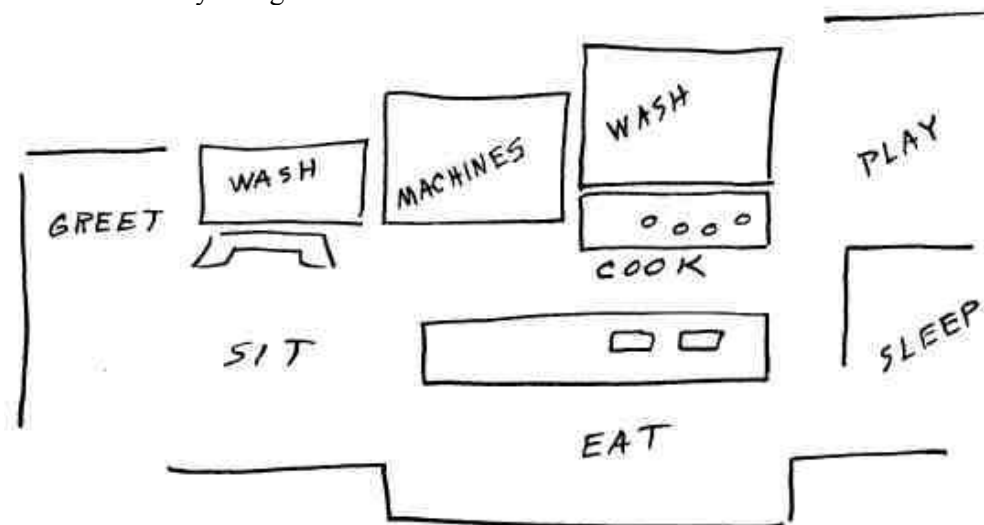 WASH
PLAY
MACHINES
WASH
GREET
COOK
SIT
SLEEP
EAT